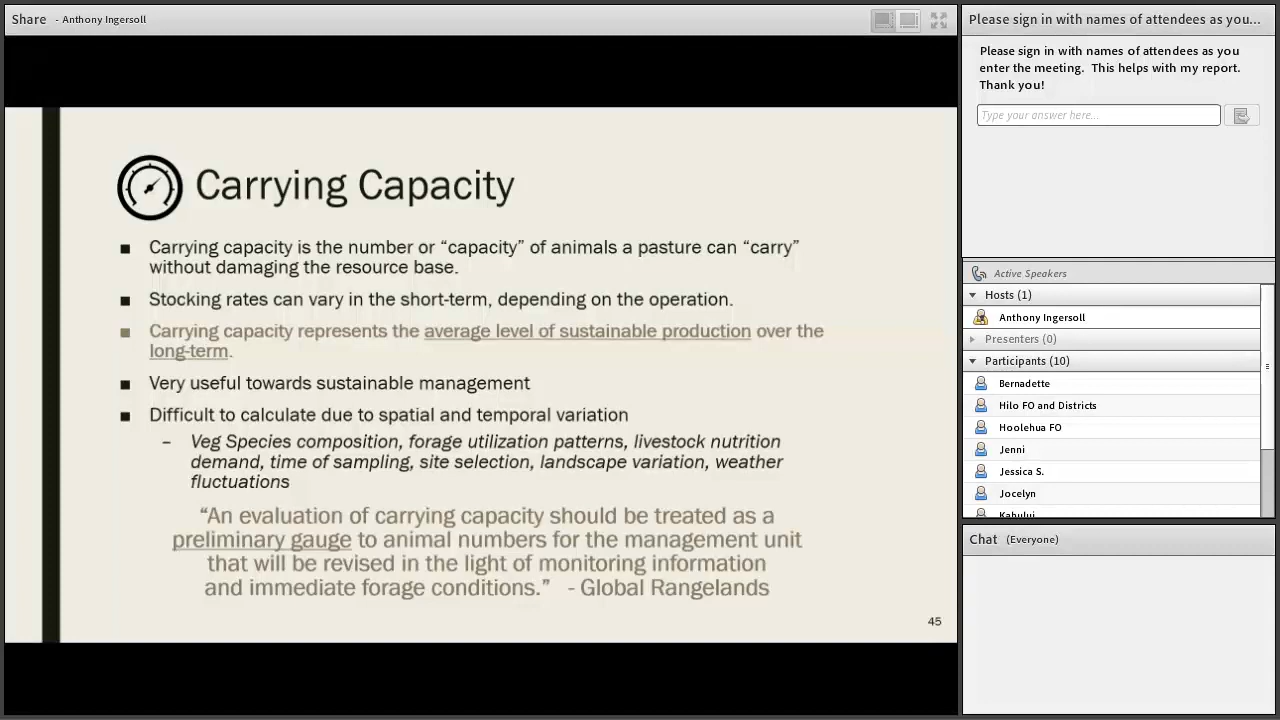 Share - Anthony Ingersoll
Carrying Capacity
■ Carrying capacity is the number or “capacity” of animals a pasture can “carry”
without damaging the resource base.
■ Stocking rates can vary in the short-term, depending on the operation.
■ Carrying capacity represents the average level of sustainable production over the
long-term.
■ Very useful towards sustainable management
■ Difficult to calculate due to spatial and temporal variation
– Veg Species composition, forage utilization patterns, livestock nutrition
demand, time of sampling, site selection, landscape variation, weather
fluctuations
“An evaluation of carrying capacity should be treated as a
preliminary gauge to animal numbers for the management unit
that will be revised in the light of monitoring information
and immediate forage conditions.” - Global Rangelands
45
Please sign in with names of attendees as you...
Please sign in with names of attendees as you
enter the meeting. This helps with my report.
Thank you!
Type your answer here...
Active Speakers
Hosts (1)
Anthony Ingersoll
Presenters (0)
Participants (10)
Bernadette
Hilo FO and Districts
Hoolehua FO
Jenni
Jessica S.
Jocelyn
Kahului
Chat (Everyone)